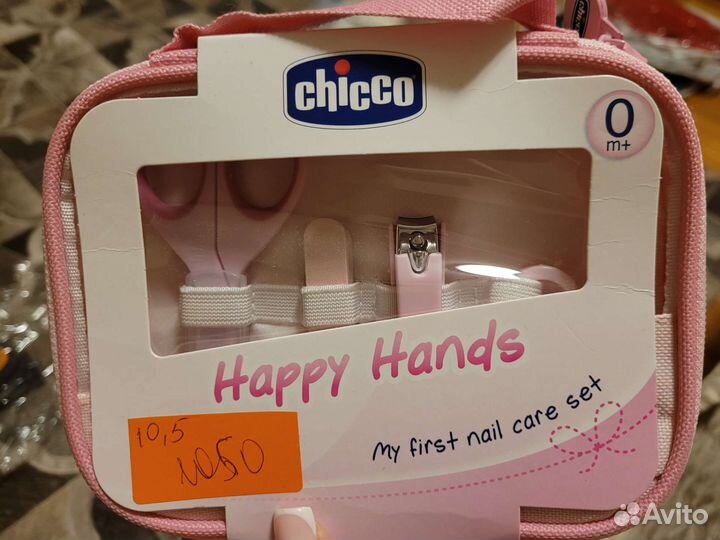 chicco
0
m+
Happy Hands
My first nail care set
10,5
1050
Avito